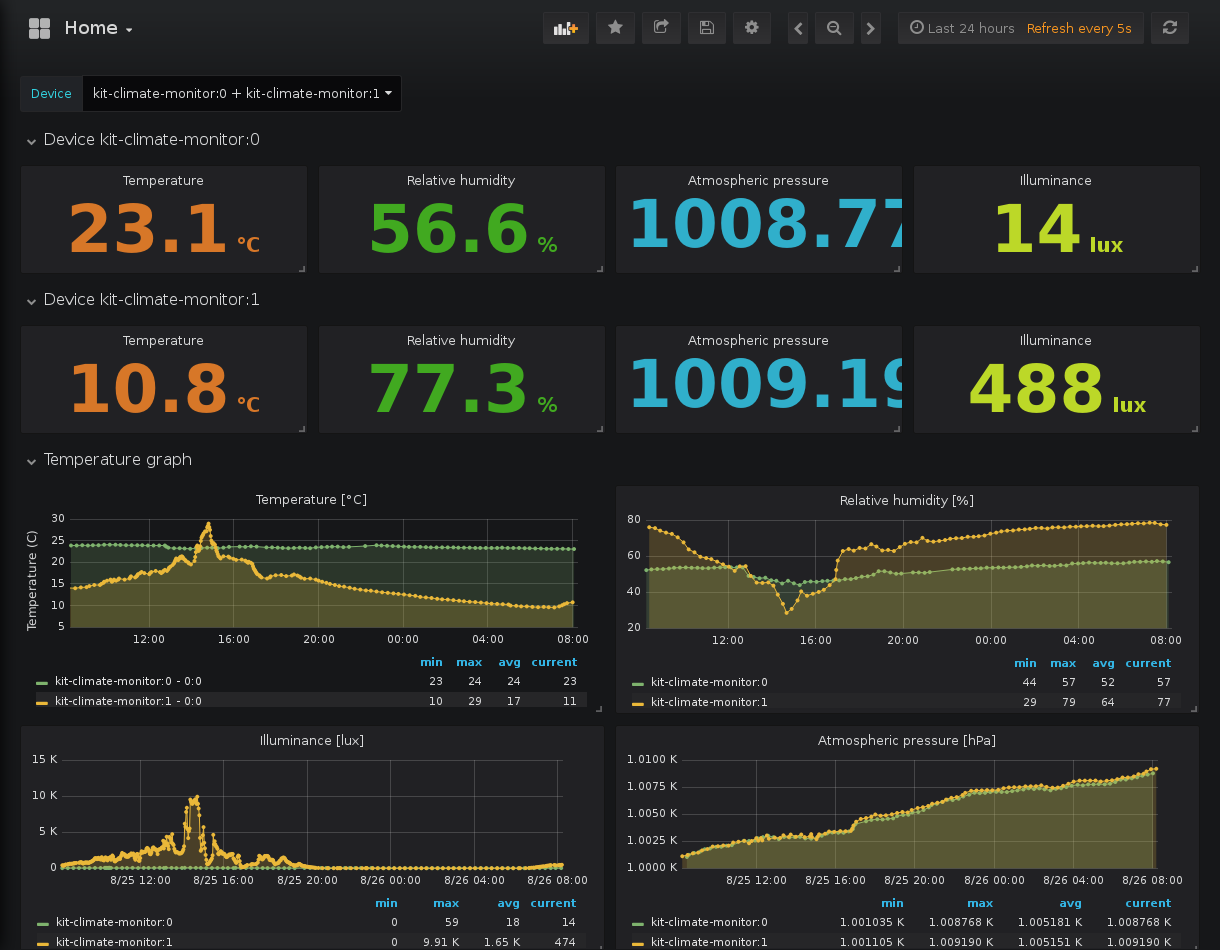 Home
Last 24 hours Refresh every 5s
Device kit-climate-monitor:0 + kit-climate-monitor:1
Device kit-climate-monitor:0
Temperature Relative humidity Atmospheric pressure Illuminance
23.1 °C 56.6 % 1008.77 14 lux
Device kit-climate-monitor:1
Temperature Relative humidity Atmospheric pressure Illuminance
10.8 °C 77.3 % 1009.19 488 lux
Temperature graph
Temperature [°C]
Temperature (C)
30
25
20
15
10
5
12:00 16:00 20:00 00:00 04:00 08:00
min max avg current
kit-climate-monitor:0 - 0:0 23 24 24 23
kit-climate-monitor:1 - 0:0 10 29 17 11
Relative humidity [%]
80
60
40
20
12:00 16:00 20:00 00:00 04:00 08:00
min max avg current
kit-climate-monitor:0 44 57 52 57
kit-climate-monitor:1 29 79 64 77
Illuminance [lux]
15 K
10 K
5 K
0
8/25 12:00 8/25 16:00 8/25 20:00 8/26 00:00 8/26 04:00 8/26 08:00
min max avg current
kit-climate-monitor:0 0 59 18 14
kit-climate-monitor:1 0 9.91 K 1.65 K 474
Atmospheric pressure [hPa]
1.0100 K
1.0075 K
1.0050 K
1.0025 K
1.0000 K
8/25 12:00 8/25 16:00 8/25 20:00 8/26 00:00 8/26 04:00 8/26 08:00
min max avg current
kit-climate-monitor:0 1.001035 K 1.008768 K 1.005181 K 1.008768 K
kit-climate-monitor:1 1.001105 K 1.009190 K 1.005151 K 1.009190 K